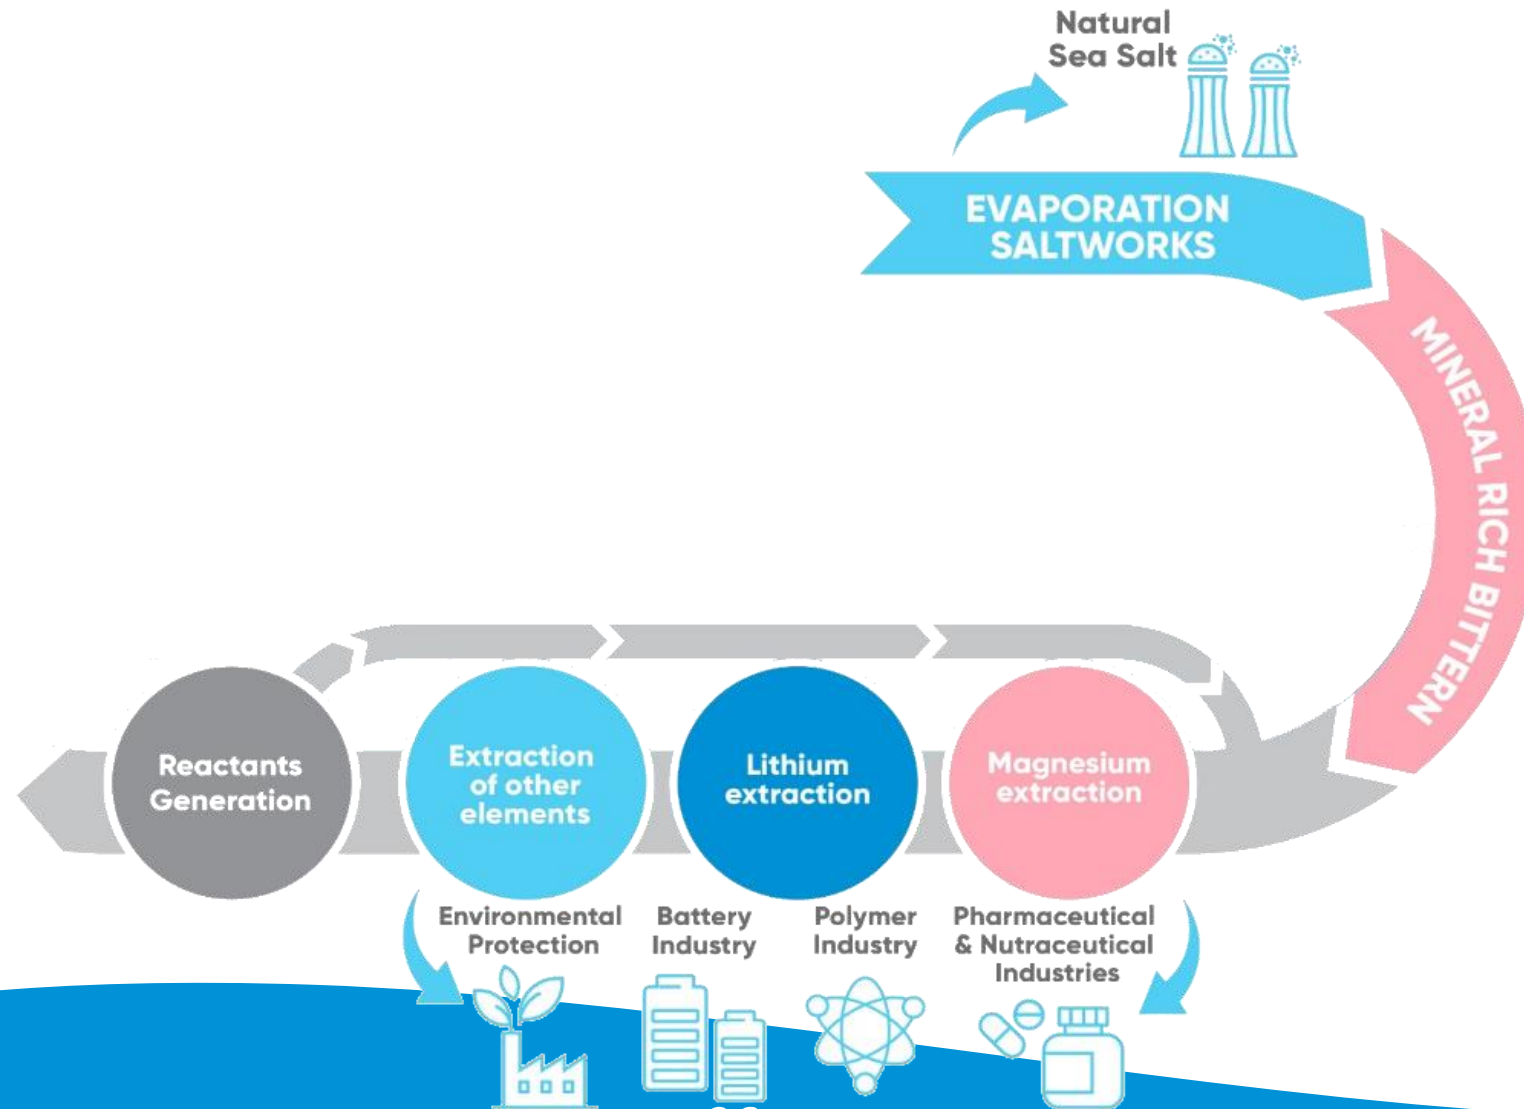 Natural
Sea Salt
EVAPORATION
SALTWORKS
MINERAL RICH BITTERN
Reactants
Generation
Extraction
of other
elements
Lithium
extraction
Magnesium
extraction
Environmental
Protection
Battery
Industry
Polymer
Industry
Pharmaceutical
& Nutraceutical
Industries